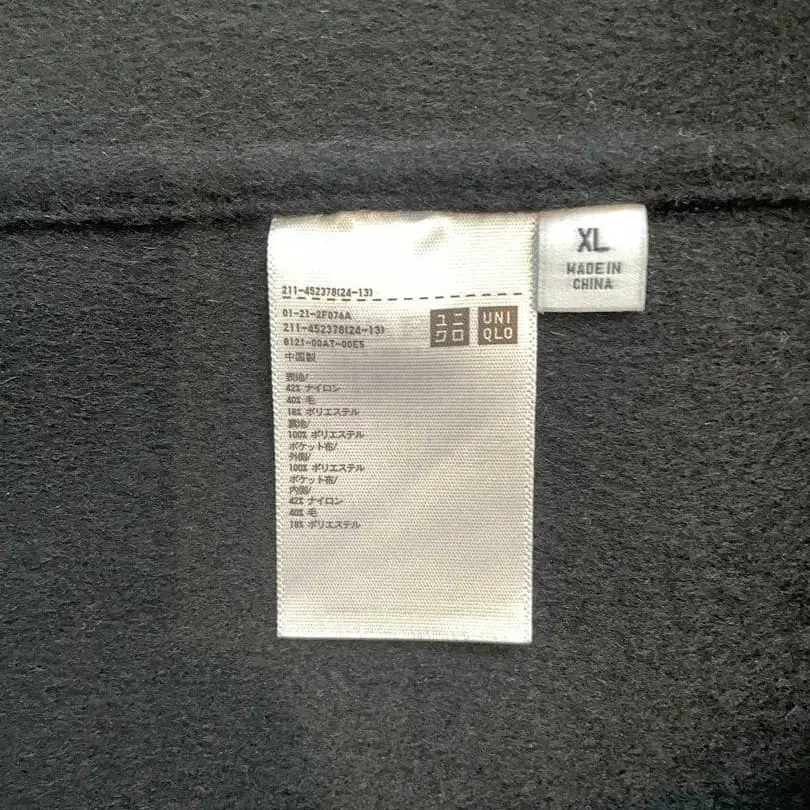 211-452378(24-13)
01-21-2F076A
211-452378(24-13)
8121-00AT-00E5
中国製
ユニクロ
UNIQLO
表地/
42% ナイロン
40% 毛
18% ポリエステル
裏地/
100% ポリエステル
ポケット布/
外側/
100% ポリエステル
ポケット布/
内側/
42% ナイロン
40% 毛
18% ポリエステル
XL
MADE IN
CHINA